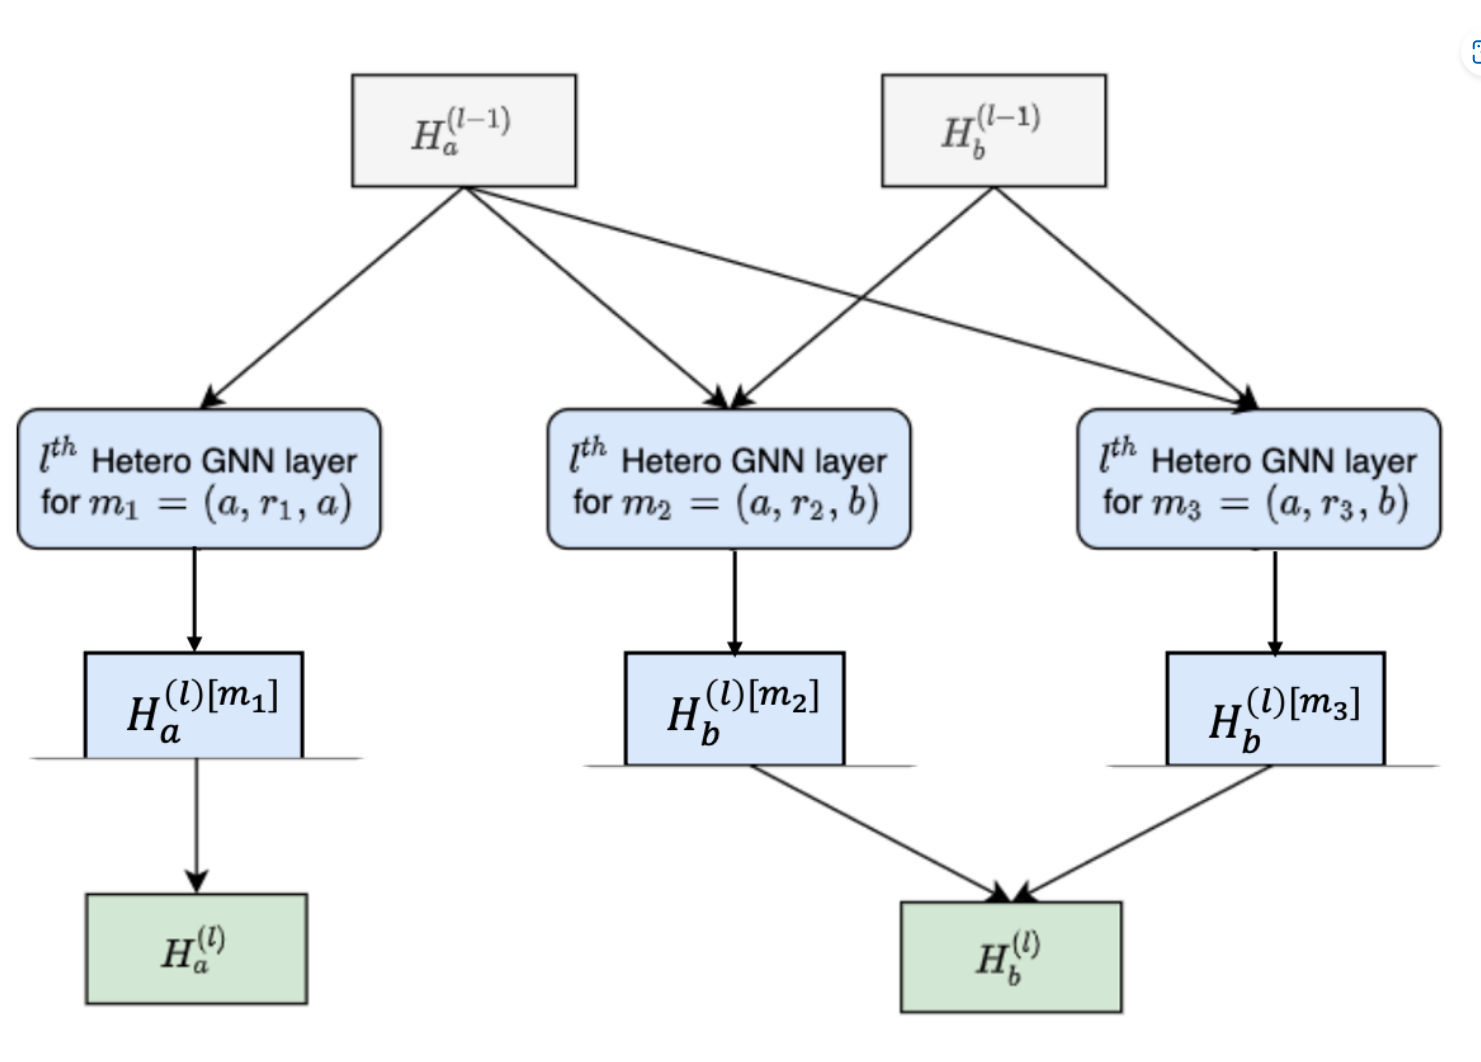 H_a^{(l-1)}
H_b^{(l-1)}
l^{th} Hetero GNN layer
for m_1 = (a, r_1, a)
l^{th} Hetero GNN layer
for m_2 = (a, r_2, b)
l^{th} Hetero GNN layer
for m_3 = (a, r_3, b)
H_a^{(l)[m_1]}
H_b^{(l)[m_2]}
H_b^{(l)[m_3]}
H_a^{(l)}
H_b^{(l)}